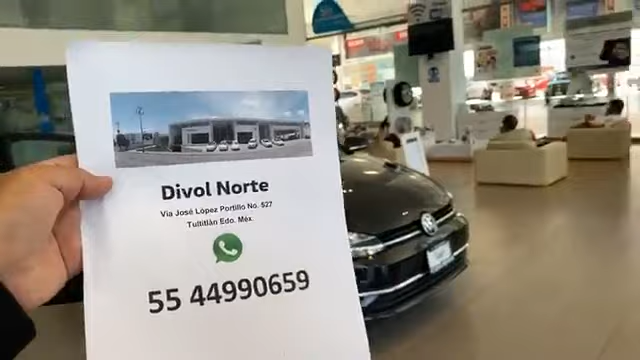 Divol Norte
Vía José López Portillo No. 527
Tultitlán Edo. Méx.
55 44990659